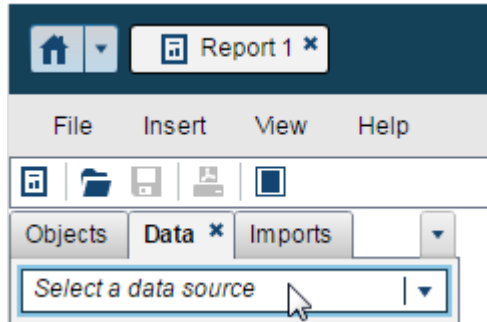 Report 1
File Insert View Help
Objects Data Imports
Select a data source